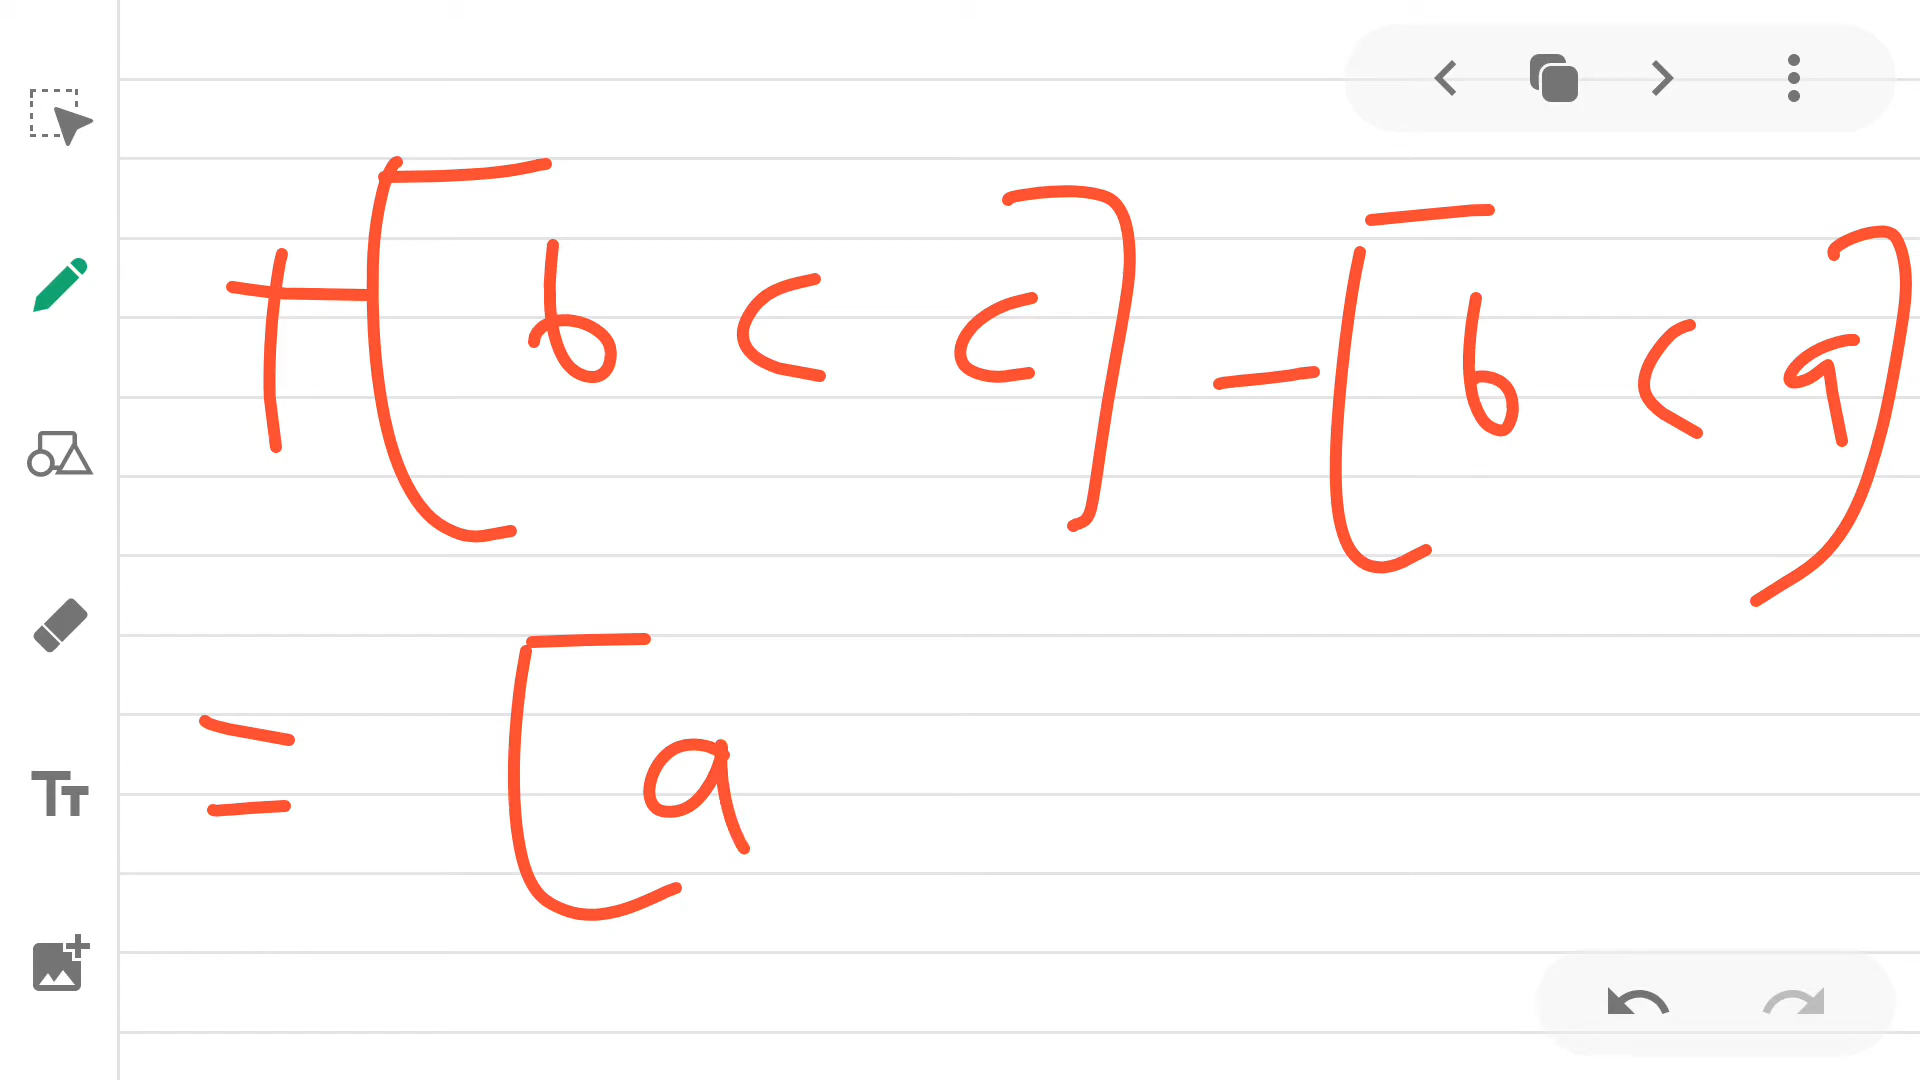 +[b c c] - [b c a]
= [a